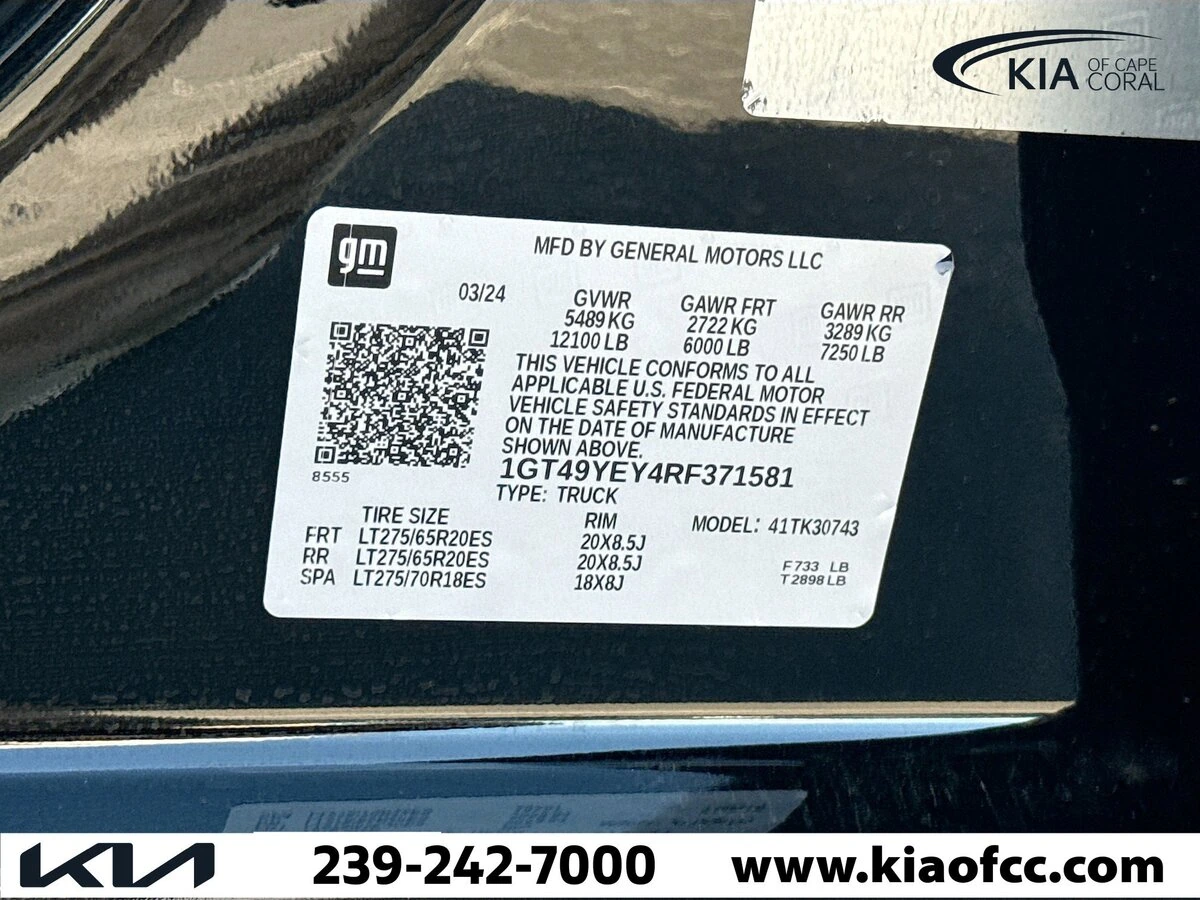 KIA OF CAPE CORAL
gm
MFD BY GENERAL MOTORS LLC
03/24
GVWR GAWR FRT GAWR RR
5489 KG 2722 KG 3289 KG
12100 LB 6000 LB 7250 LB
THIS VEHICLE CONFORMS TO ALL
APPLICABLE U.S. FEDERAL MOTOR
VEHICLE SAFETY STANDARDS IN EFFECT
ON THE DATE OF MANUFACTURE
SHOWN ABOVE.
8555
1GT49YEY4RF371581
TYPE: TRUCK
TIRE SIZE RIM MODEL: 41TK30743
FRT LT275/65R20ES 20X8.5J
RR LT275/65R20ES 20X8.5J
SPA LT275/70R18ES 18X8J
F733 LB
T2898LB
KIA 239-242-7000 www.kiaofcc.com